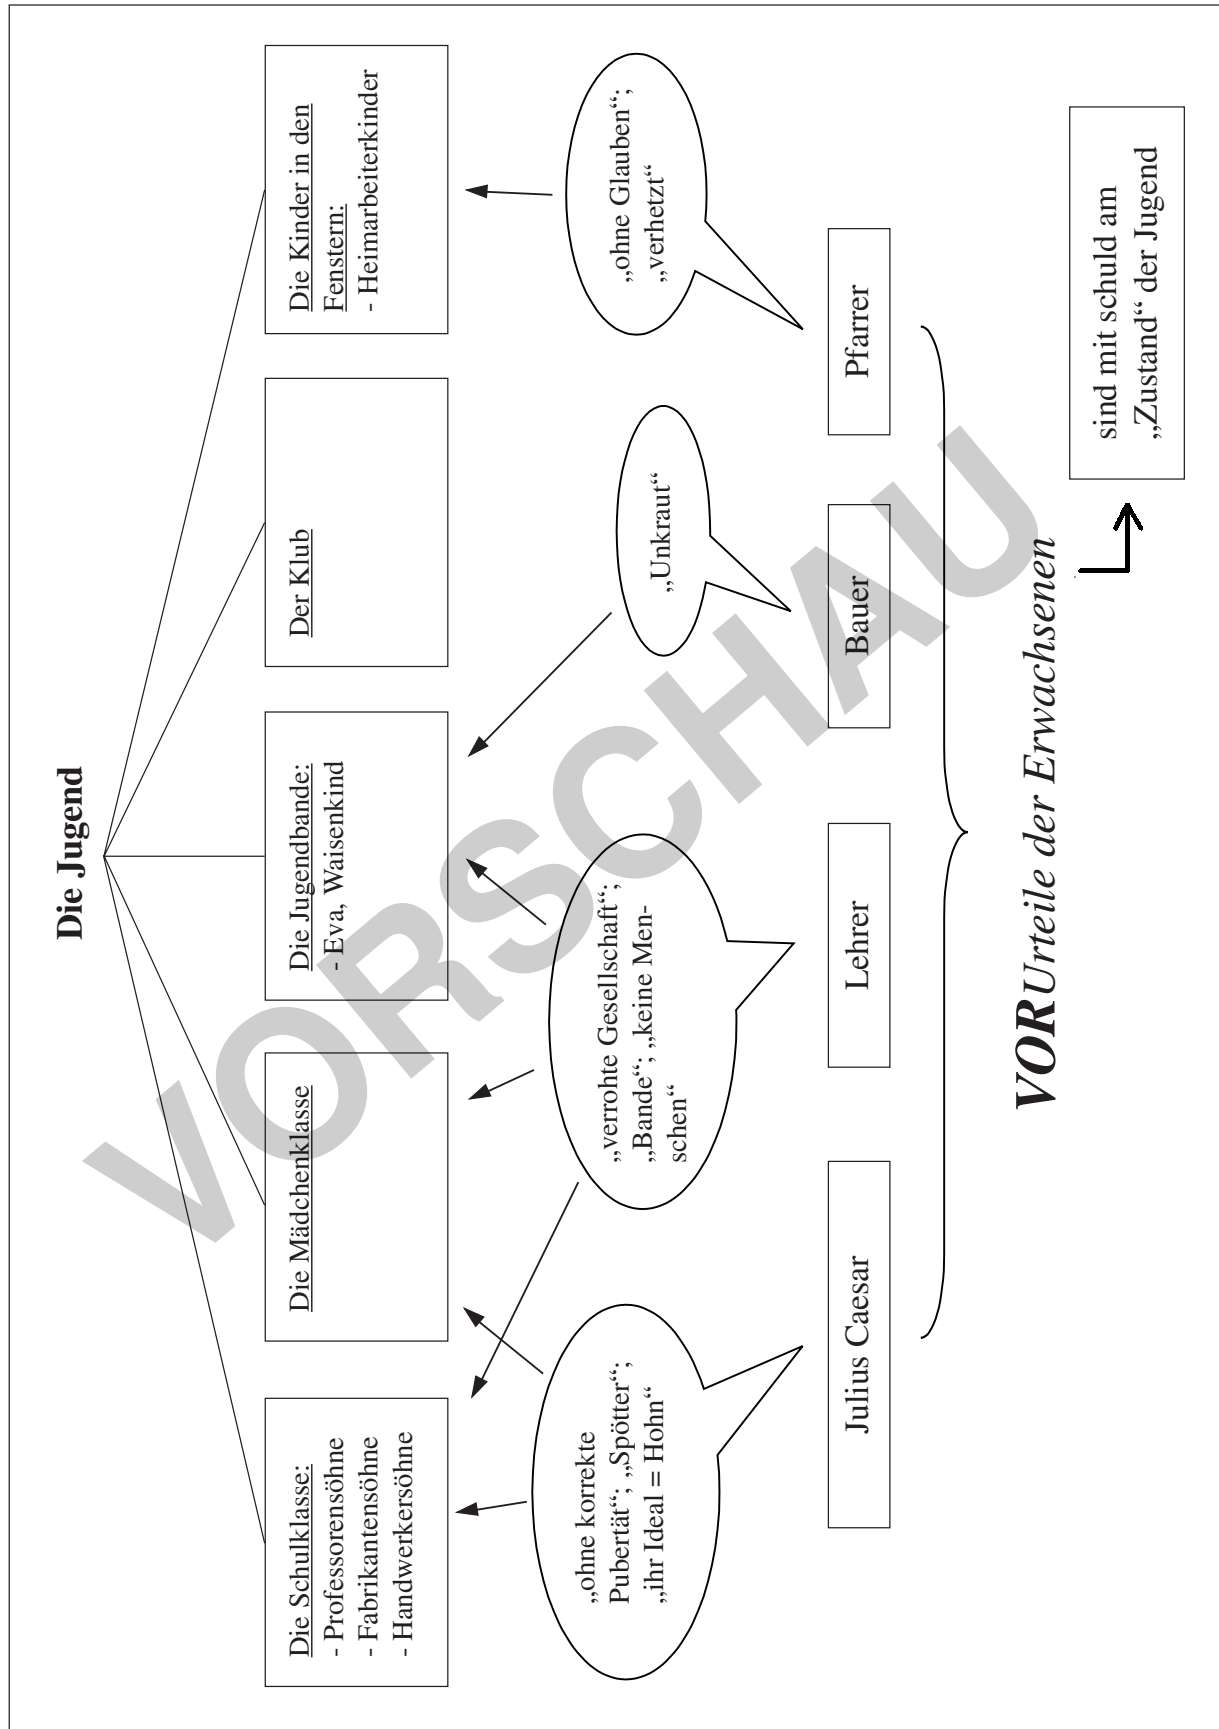 Die Jugend
Die Schulklasse:
- Professorensöhne
- Fabrikantensöhne
- Handwerkersöhne
Die Mädchenklasse
Die Jugendbande:
- Eva, Waisenkind
Der Klub
Die Kinder in den
Fenstern:
- Heimarbeiterkinder
„ohne korrekte
Pubertät“; „Spötter“;
„ihr Ideal = Hohn“
„verrohte Gesellschaft“;
„Bande“; „keine Men-
schen“
„Unkraut“
„ohne Glauben“;
„verhetzt“
Julius Caesar
Lehrer
Bauer
Pfarrer
VORUrteile der Erwachsenen
sind mit schuld am
„Zustand“ der Jugend
VORSCHAU